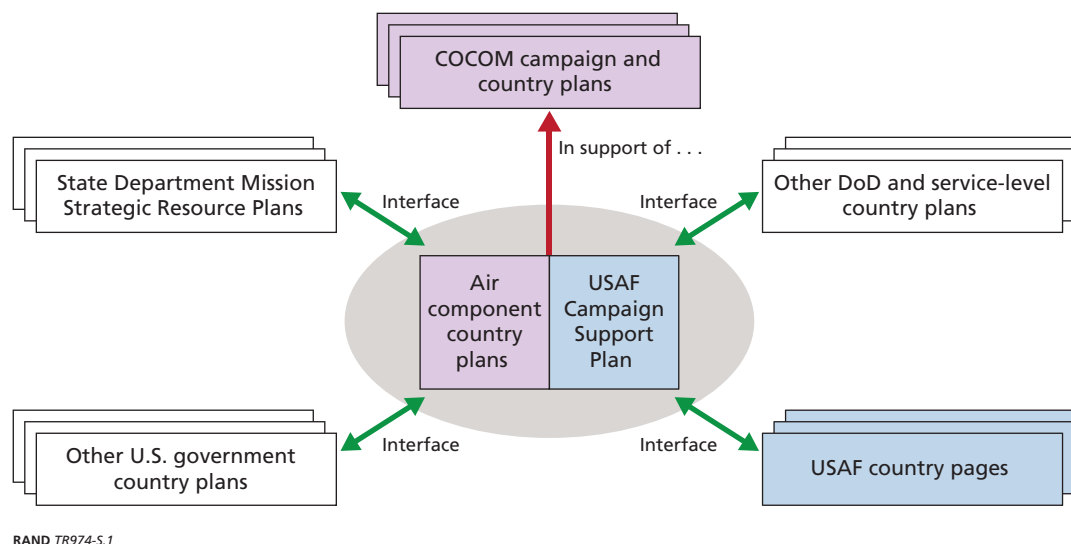 COCOM campaign and
country plans
In support of . . .
State Department Mission
Strategic Resource Plans
Interface
Interface
Other DoD and service-level
country plans
Air
component
country
plans
USAF
Campaign
Support
Plan
Other U.S. government
country plans
Interface
Interface
USAF country pages
RAND TR974-S.1